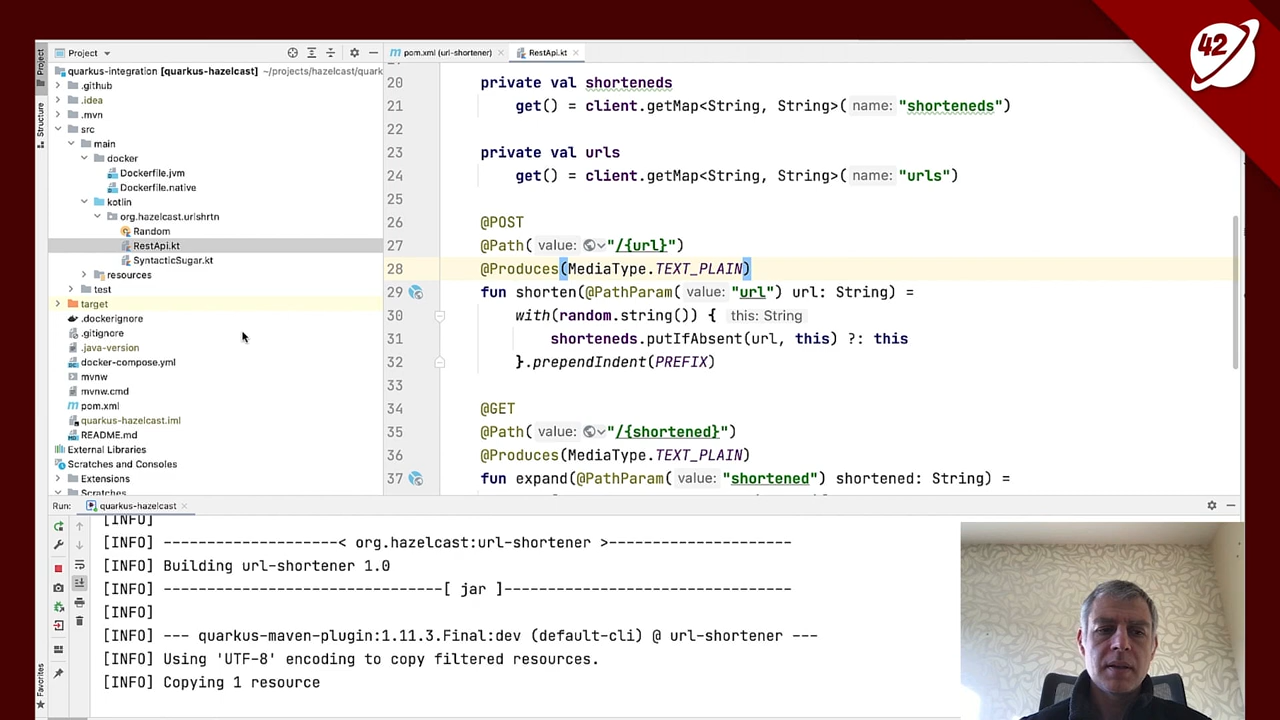 42
Project
pom.xml (url-shortener)
RestApi.kt
Project
Structure
Favorites
quarkus-integration [quarkus-hazelcast] ~/projects/hazelcast/quark
.github
.idea
.mvn
src
main
docker
Dockerfile.jvm
Dockerfile.native
kotlin
org.hazelcast.urlshrtn
Random
RestApi.kt
SyntacticSugar.kt
resources
test
target
.dockerignore
.gitignore
.java-version
docker-compose.yml
mvnw
mvnw.cmd
pom.xml
quarkus-hazelcast.iml
README.md
External Libraries
Scratches and Consoles
Extensions
Scratches
20 private val shorteneds
21 get() = client.getMap<String, String>( name: "shorteneds")
22
23 private val urls
24 get() = client.getMap<String, String>( name: "urls")
25
26 @POST
27 @Path( value: "/{url}")
28 @Produces(MediaType.TEXT_PLAIN)
29 fun shorten(@PathParam( value: "url") url: String) =
30 with(random.string()) { this: String
31 shorteneds.putIfAbsent(url, this) ?: this
32 }.prependIndent(PREFIX)
33
34 @GET
35 @Path( value: "/{shortened}")
36 @Produces(MediaType.TEXT_PLAIN)
37 fun expand(@PathParam( value: "shortened") shortened: String) =
Run: quarkus-hazelcast
[INFO]
[INFO] -------------------< org.hazelcast:url-shortener >---------------------
[INFO] Building url-shortener 1.0
[INFO] --------------------------------[ jar ]---------------------------------
[INFO]
[INFO] --- quarkus-maven-plugin:1.11.3.Final:dev (default-cli) @ url-shortener ---
[INFO] Using 'UTF-8' encoding to copy filtered resources.
[INFO] Copying 1 resource